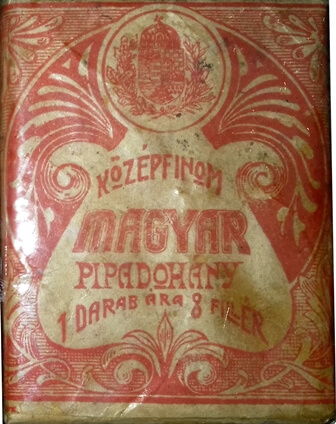 KÖZÉPFINOM
MAGYAR
PIPADOHÁNY
1 DARAB ÁRA 8 FILLÉR